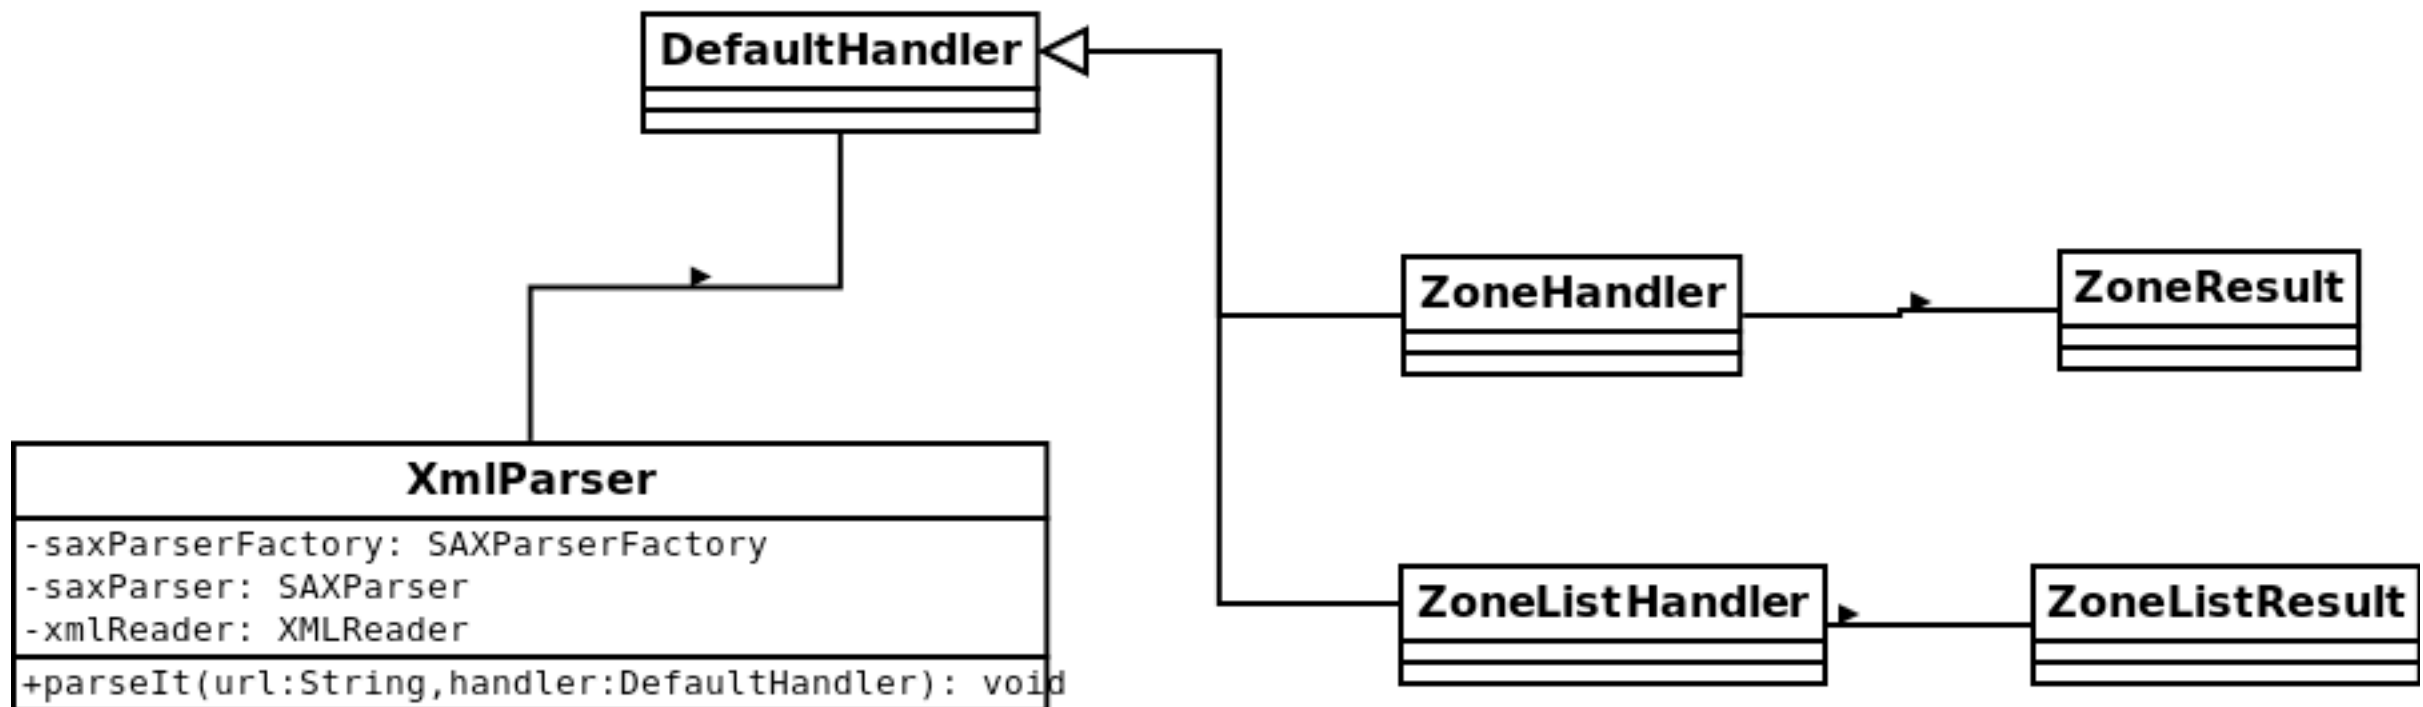 DefaultHandler
ZoneHandler
ZoneResult
XmlParser
-saxParserFactory: SAXParserFactory
-saxParser: SAXParser
-xmlReader: XMLReader
+parseIt(url:String,handler:DefaultHandler): void
ZoneListHandler
ZoneListResult